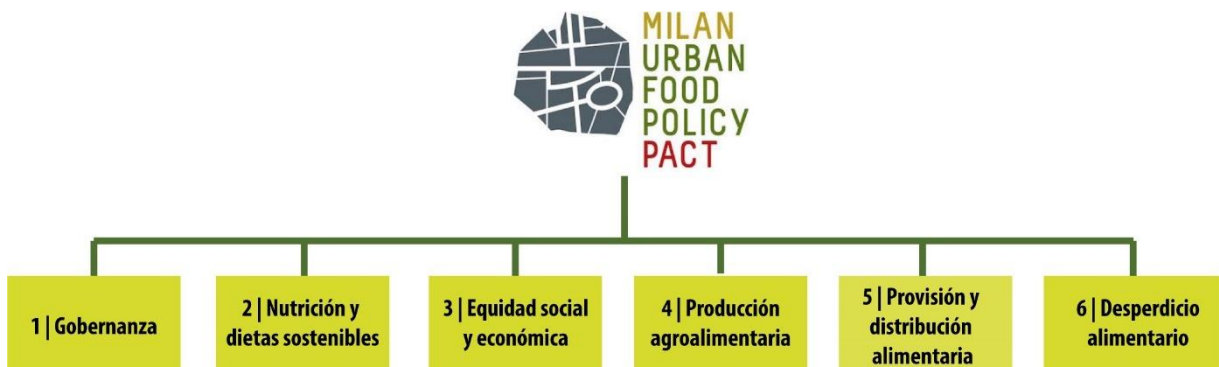 MILAN
URBAN
FOOD
POLICY
PACT
1 | Gobernanza
2 | Nutrición y
dietas sostenibles
3 | Equidad social
y económica
4 | Producción
agroalimentaria
5 | Provisión y
distribución
alimentaria
6 | Desperdicio
alimentario